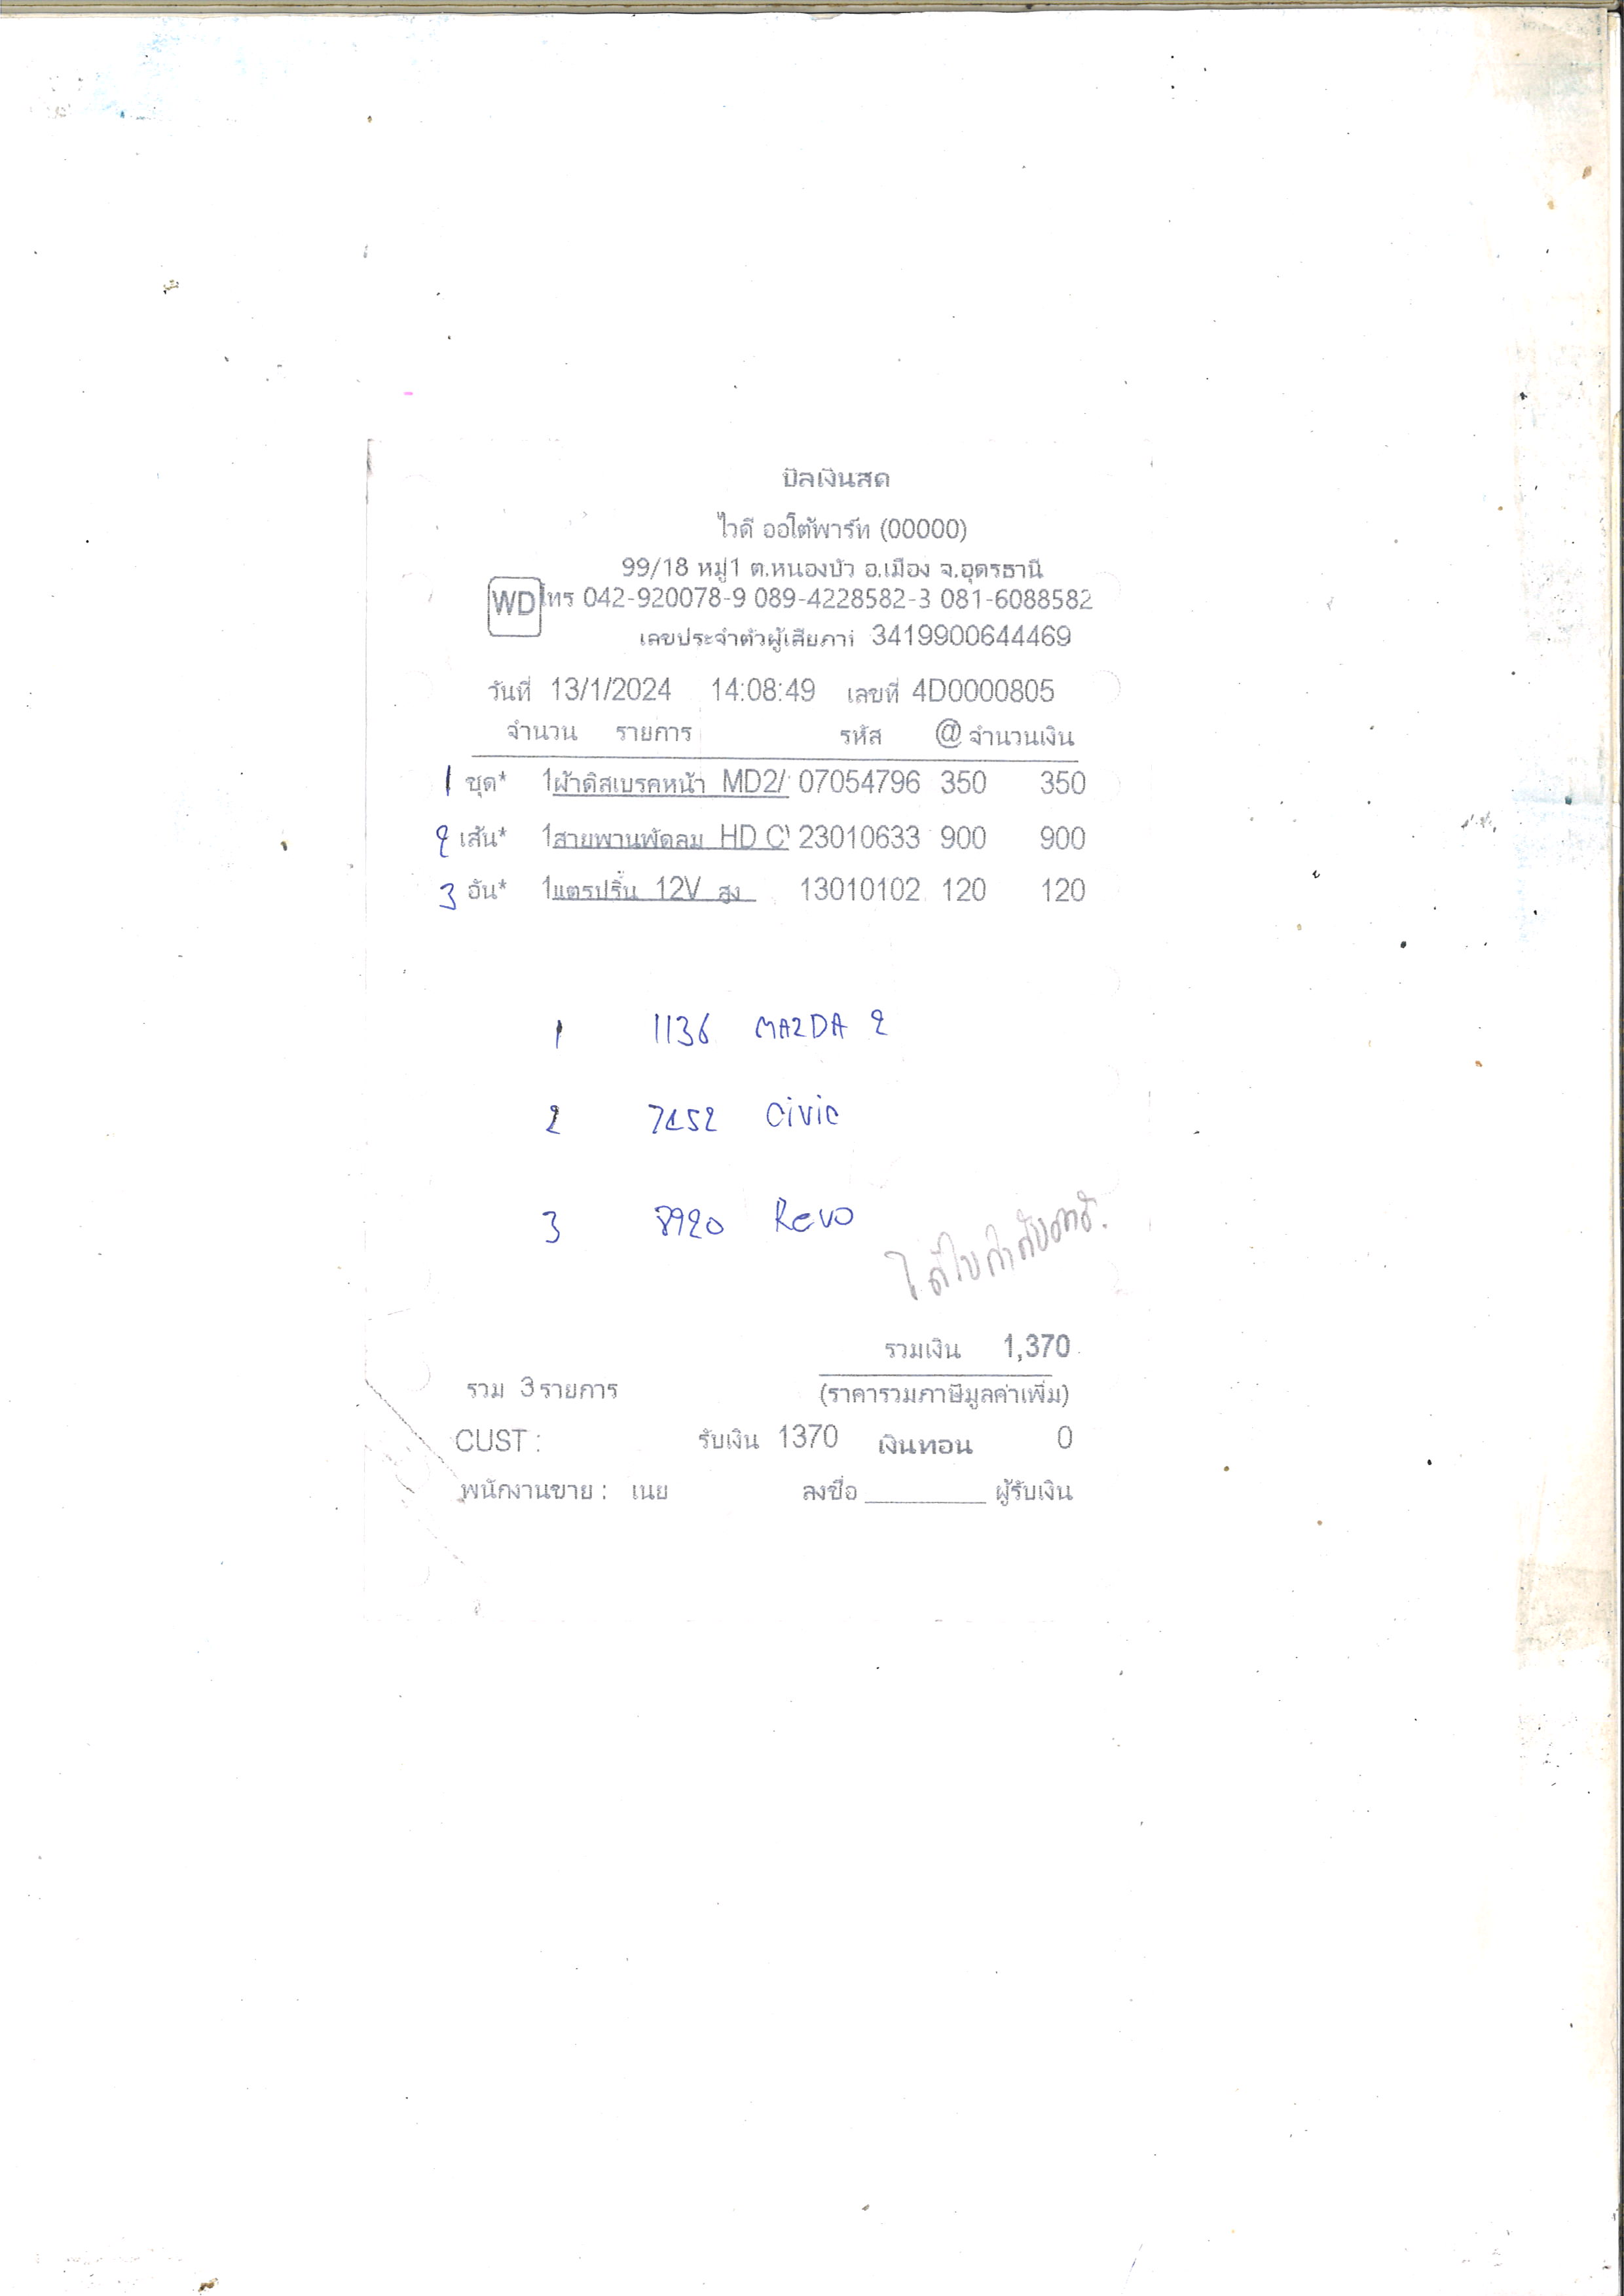 บิลเงินสด
ไวดี ออโต้พาร์ท (00000)
99/18 หมู่1 ต.หนองบัว อ.เมือง จ.อุดรธานี
WD โทร 042-920078-9 089-4228582-3 081-6088582
เลขประจำตัวผู้เสียภาษี 3419900644469
วันที่ 13/1/2024 14:08:49 เลขที่ 4D0000805
จำนวน รายการ รหัส @ จำนวนเงิน
1 ชุด* 1ผ้าดิสเบรคหน้า MD2/ 07054796 350 350
2 เส้น* 1สายพานพัดลม HD 23010633 900 900
3 อัน* 1แตรปริ้น 12V สูง 13010102 120 120
1 1136 MAZDA 2
2 Civic
3 8920 Revo
รวมเงิน 1,370
รวม 3รายการ (ราคารวมภาษีมูลค่าเพิ่ม)
CUST : รับเงิน 1370 เงินทอน 0
พนักงานขาย : เนย ลงชื่อ ผู้รับเงิน